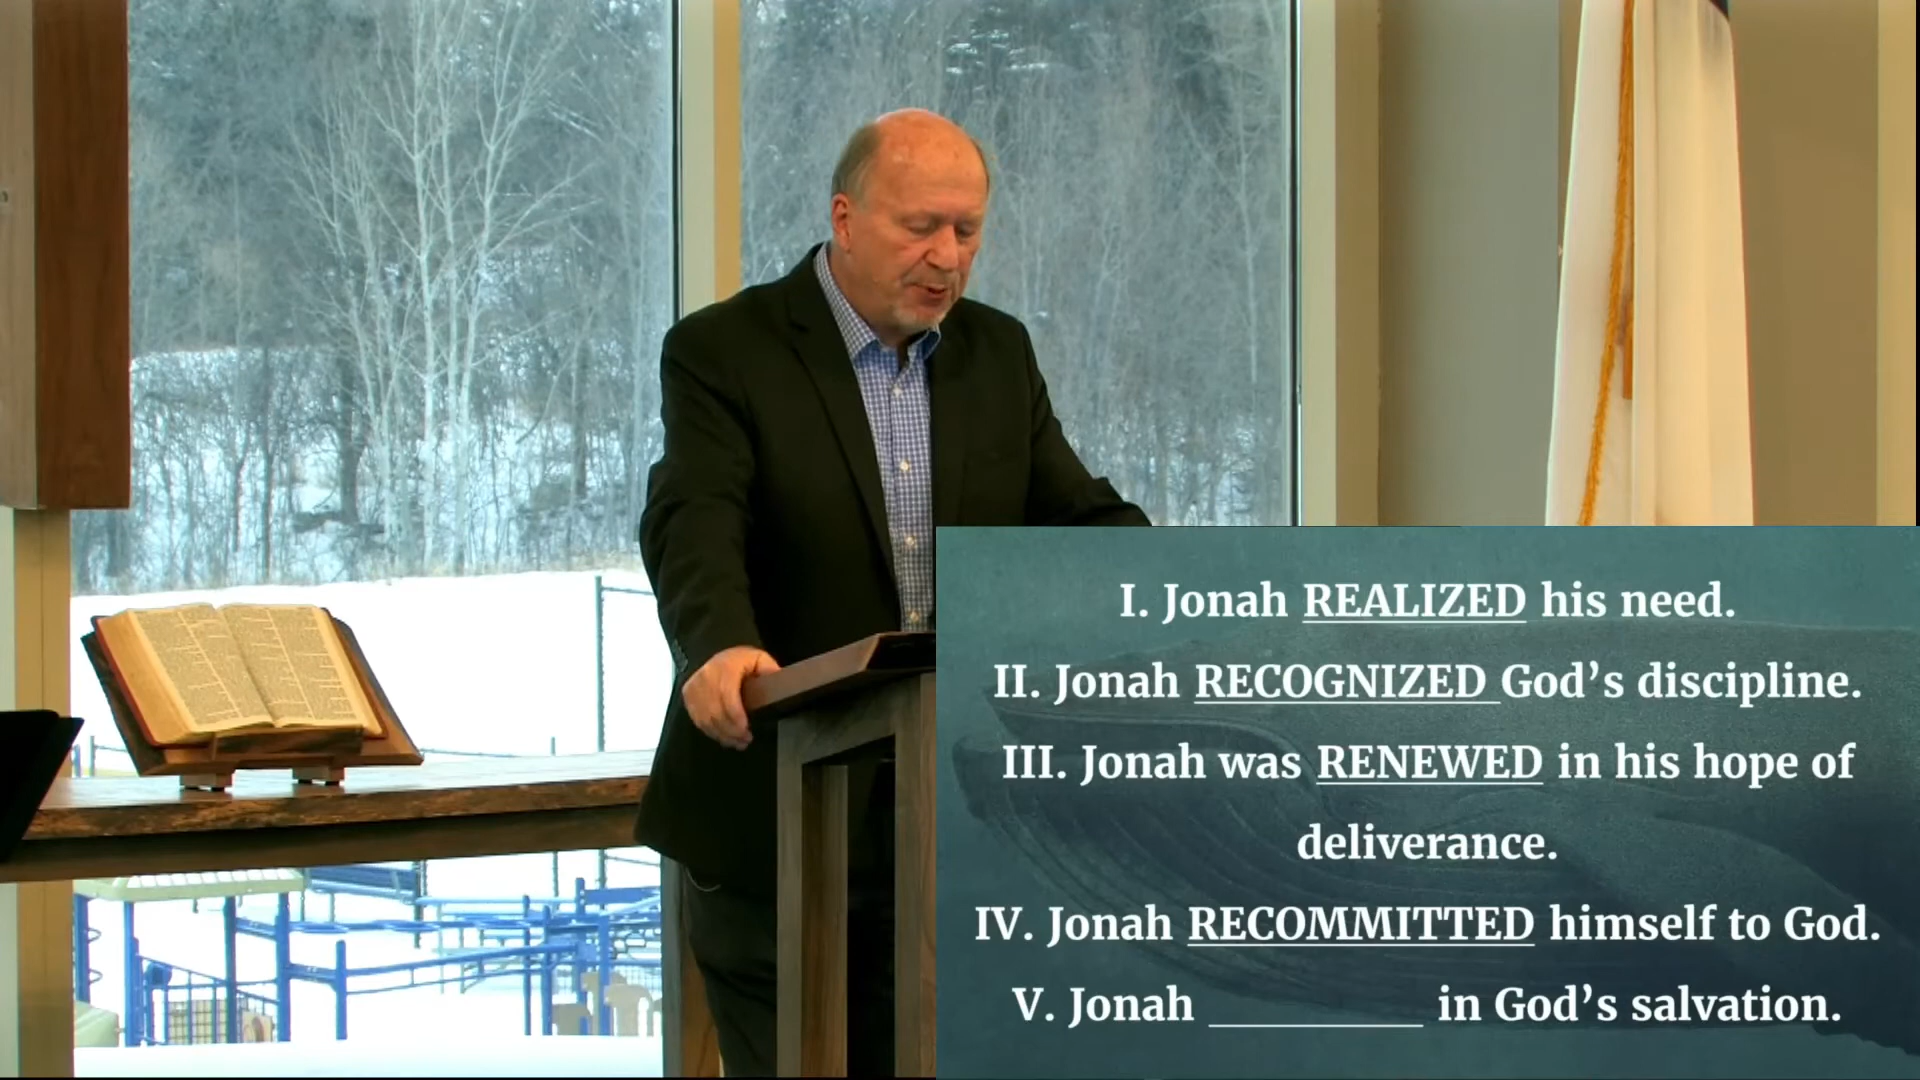 I. Jonah REALIZED his need.
II. Jonah RECOGNIZED God's discipline.
III. Jonah was RENEWED in his hope of
deliverance.
IV. Jonah RECOMMITTED himself to God.
V. Jonah __________ in God's salvation.